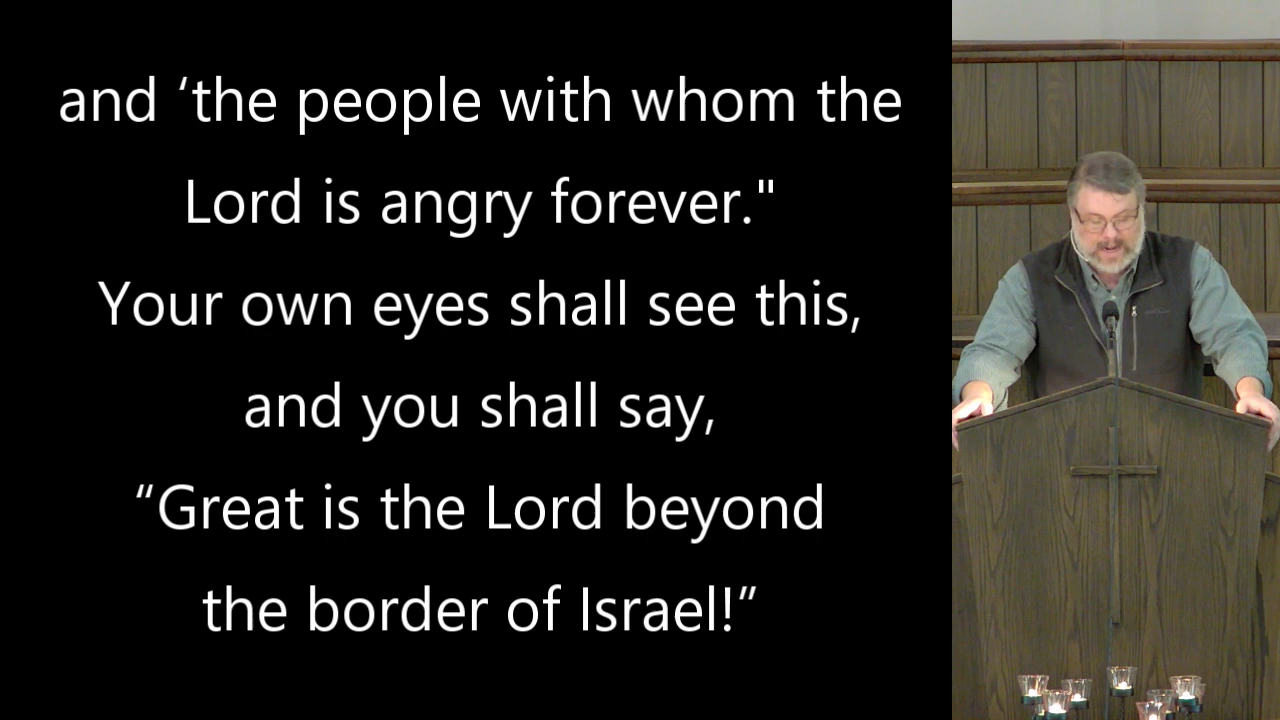 and ‘the people with whom the
Lord is angry forever."
Your own eyes shall see this,
and you shall say,
“Great is the Lord beyond
the border of Israel!”